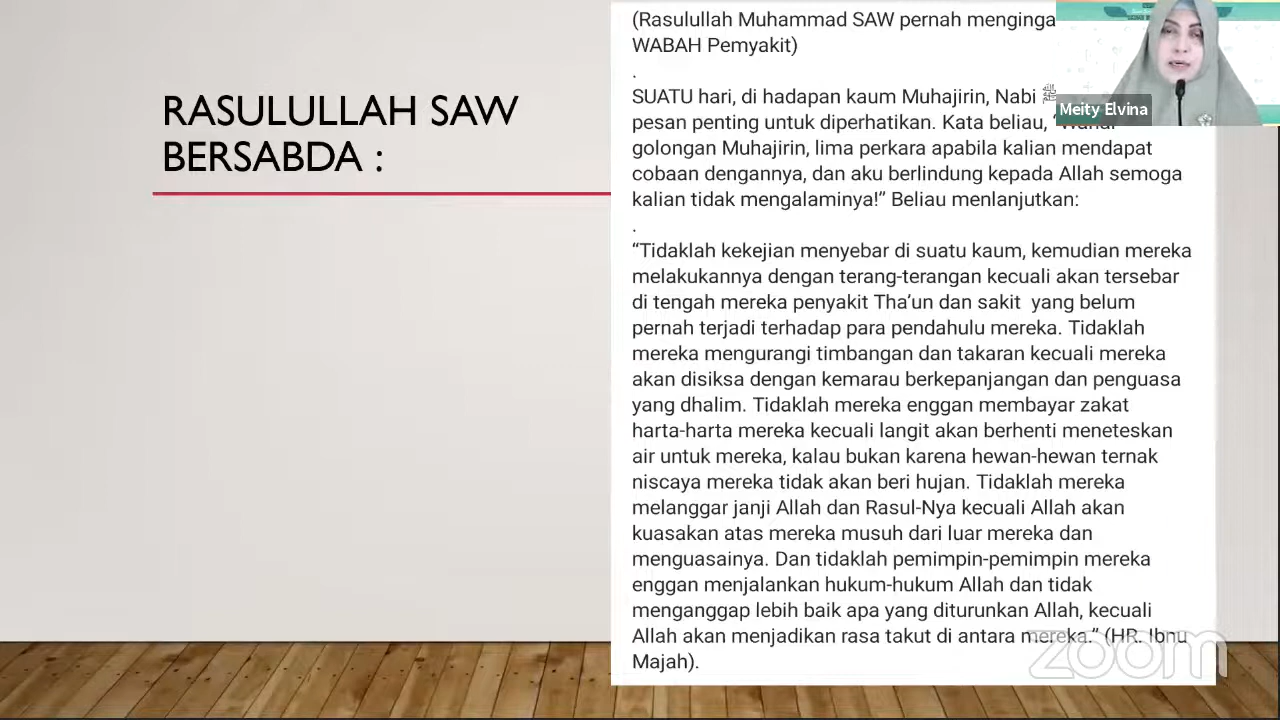 RASULULLAH SAW
BERSABDA :
(Rasulullah Muhammad SAW pernah menginga
WABAH Pemyakit)
.
SUATU hari, di hadapan kaum Muhajirin, Nabi ﷺ
pesan penting untuk diperhatikan. Kata beliau, “Wahai
golongan Muhajirin, lima perkara apabila kalian mendapat
cobaan dengannya, dan aku berlindung kepada Allah semoga
kalian tidak mengalaminya!” Beliau menlanjutkan:
.
“Tidaklah kekejian menyebar di suatu kaum, kemudian mereka
melakukannya dengan terang-terangan kecuali akan tersebar
di tengah mereka penyakit Tha’un dan sakit yang belum
pernah terjadi terhadap para pendahulu mereka. Tidaklah
mereka mengurangi timbangan dan takaran kecuali mereka
akan disiksa dengan kemarau berkepanjangan dan penguasa
yang dhalim. Tidaklah mereka enggan membayar zakat
harta-harta mereka kecuali langit akan berhenti meneteskan
air untuk mereka, kalau bukan karena hewan-hewan ternak
niscaya mereka tidak akan beri hujan. Tidaklah mereka
melanggar janji Allah dan Rasul-Nya kecuali Allah akan
kuasakan atas mereka musuh dari luar mereka dan
menguasainya. Dan tidaklah pemimpin-pemimpin mereka
enggan menjalankan hukum-hukum Allah dan tidak
menganggap lebih baik apa yang diturunkan Allah, kecuali
Allah akan menjadikan rasa takut di antara mereka.” (HR. Ibnu
Majah).
Meity Elvina
zoom